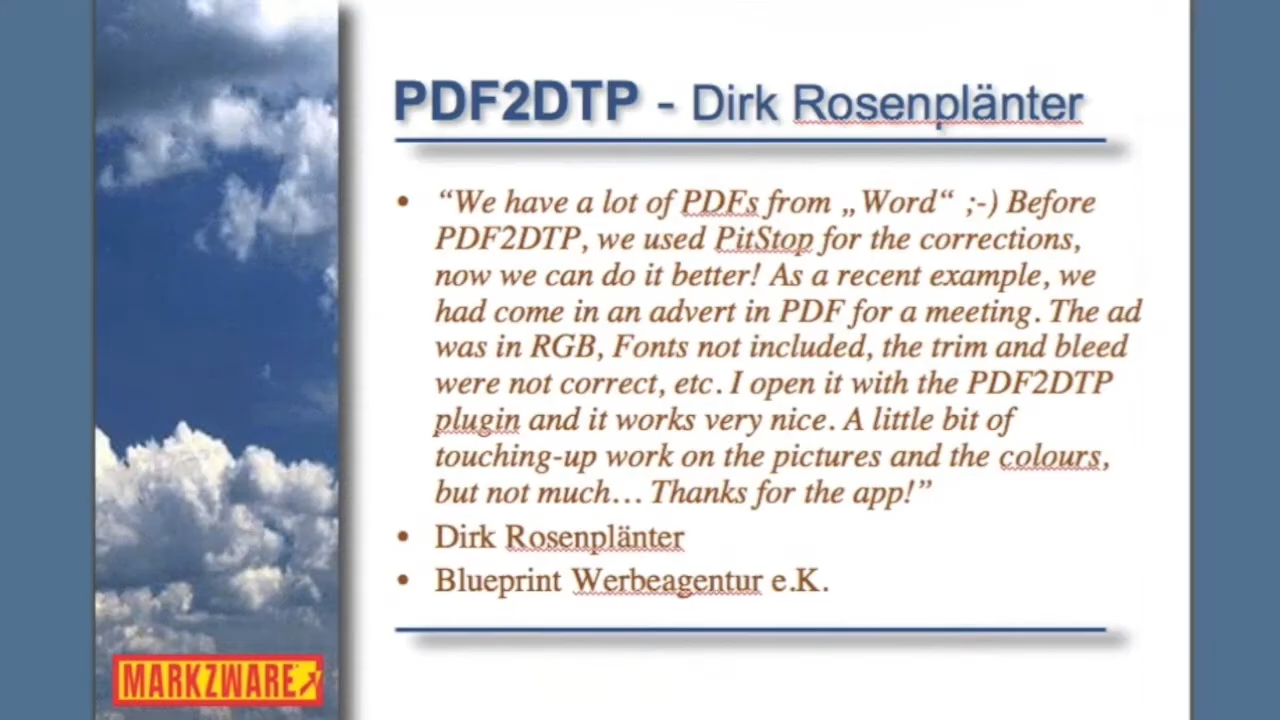 PDF2DTP - Dirk Rosenplänter
• “We have a lot of PDFs from „Word“ ;-) Before
PDF2DTP, we used PitStop for the corrections,
now we can do it better! As a recent example, we
had come in an advert in PDF for a meeting. The ad
was in RGB, Fonts not included, the trim and bleed
were not correct, etc. I open it with the PDF2DTP
plugin and it works very nice. A little bit of
touching-up work on the pictures and the colours,
but not much… Thanks for the app!”
• Dirk Rosenplänter
• Blueprint Werbeagentur e.K.
MARKZWARE